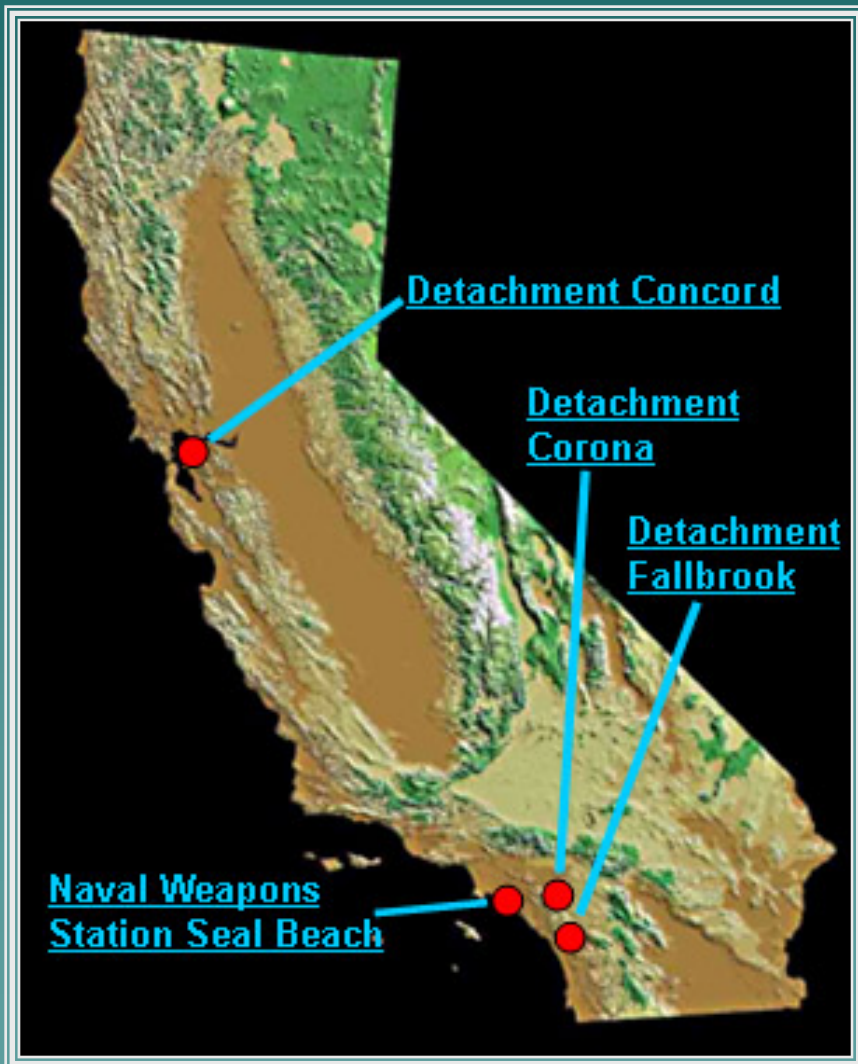 Detachment Concord
Detachment
Corona
Detachment
Fallbrook
Naval Weapons
Station Seal Beach